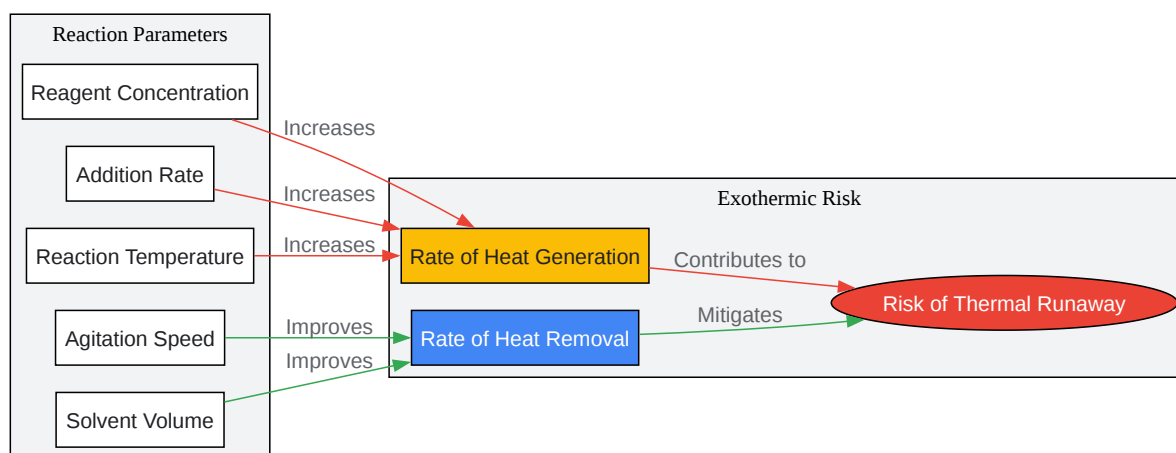 Reaction Parameters
Reagent Concentration
Addition Rate
Reaction Temperature
Agitation Speed
Solvent Volume
Increases
Increases
Increases
Improves
Improves
Exothermic Risk
Rate of Heat Generation
Rate of Heat Removal
Contributes to
Mitigates
Risk of Thermal Runaway